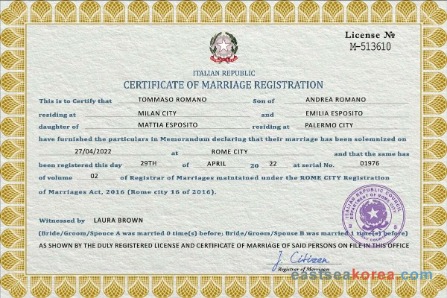 License № 
M-513610
ITALIAN REPUBLIC
CERTIFICATE OF MARRIAGE REGISTRATION
This is to Certify that TOMMASO ROMANO Son of ANDREA ROMANO
residing at MILAN CITY and EMILIA ESPOSITO
daughter of MATTIA ESPOSITO residing at PALERMO CITY
have furnished the particulars in Memorandum declaring that their marriage has been solemnized on
27/04/2022 at ROME CITY and that the same has
been registered this day 29TH of APRIL 20 22 at serial No. 01976
of volume 02 of Registrar of Marriages maintained under the ROME CITY Registration
of Marriages Act, 2016 (Rome city 16 of 2016).
Witnessed by LAURA BROWN
(Bride/Groom/Spouse A was married 0 time(s) before; Bride/Groom/Spouse B was married 1 time(s) before)
AS SHOWN BY THE DULY REGISTERED LICENSE AND CERTIFICATE OF MARRIAGE OF SAID PERSONS ON FILE IN THIS OFFICE
J. Citizen
Registrar of Marriages
eastseakorea.com